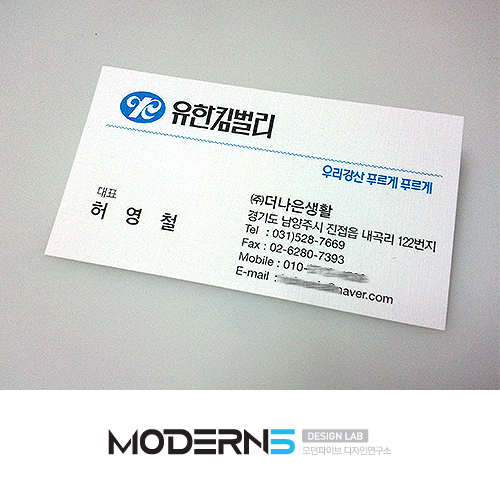 유한킴벌리
우리강산 푸르게 푸르게
대표
허 영 철
㈜더나은생활
경기도 남양주시 진접읍 내곡리 122번지
Tel : 031)528-7669
Fax : 02-6280-7393
Mobile : 010-
E-mail : @naver.com
MODERN5
DESIGN LAB
모던파이브 디자인연구소